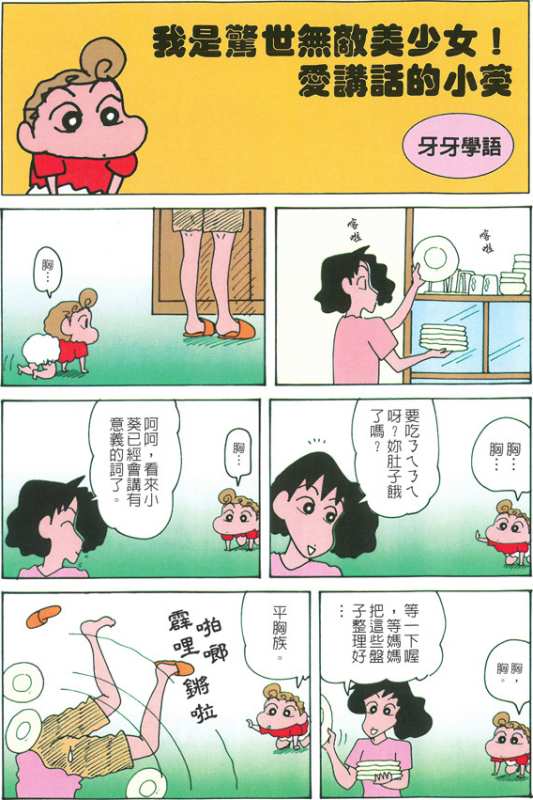 我是驚世無敵美少女！
愛講話的小葵
牙牙學語
喀啦
喀啦
胸…
胸…
胸…
要吃ㄋㄟㄋㄟ
呀？妳肚子餓
了嗎？
胸…
呵呵，看來小
葵已經會講有
意義的詞了。
胸，
胸。
等一下喔
，等媽媽
把這些盤
子整理好
…
平胸族。
啪啷
霹哩
鏘啦